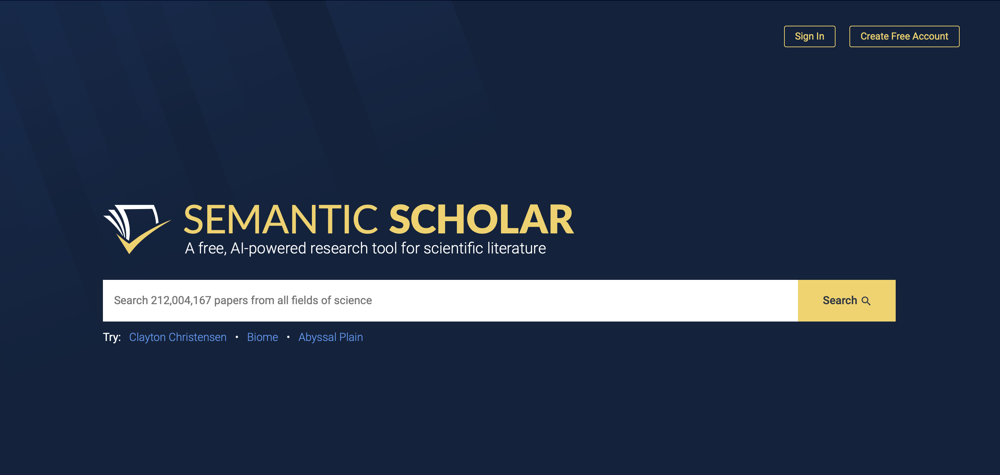 Sign In
Create Free Account
SEMANTIC SCHOLAR
A free, AI-powered research tool for scientific literature
Search 212,004,167 papers from all fields of science
Search
Try: Clayton Christensen • Biome • Abyssal Plain